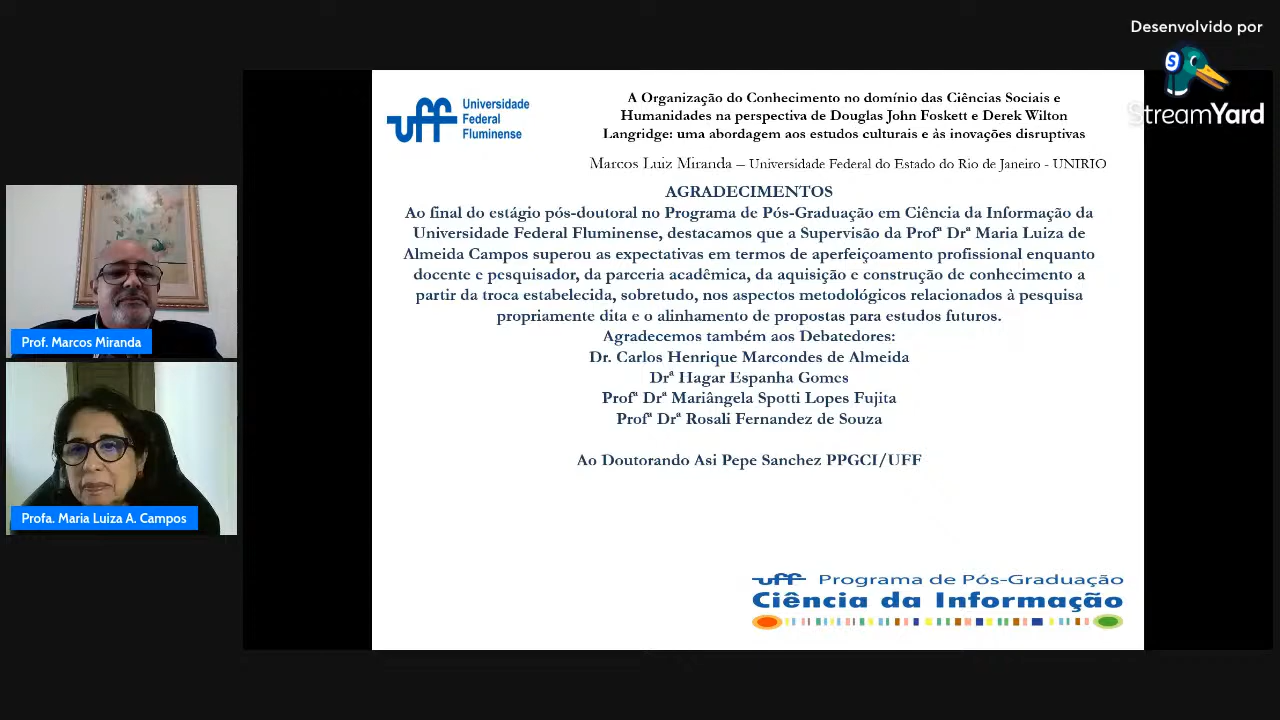 Desenvolvido por
StreamYard
uff Universidade
Federal
Fluminense
A Organização do Conhecimento no domínio das Ciências Sociais e
Humanidades na perspectiva de Douglas John Foskett e Derek Wilton
Langridge: uma abordagem aos estudos culturais e às inovações disruptivas
Marcos Luiz Miranda – Universidade Federal do Estado do Rio de Janeiro - UNIRIO
AGRADECIMENTOS
Ao final do estágio pós-doutoral no Programa de Pós-Graduação em Ciência da Informação da
Universidade Federal Fluminense, destacamos que a Supervisão da Profª Drª Maria Luiza de
Almeida Campos superou as expectativas em termos de aperfeiçoamento profissional enquanto
docente e pesquisador, da parceria acadêmica, da aquisição e construção de conhecimento a
partir da troca estabelecida, sobretudo, nos aspectos metodológicos relacionados à pesquisa
propriamente dita e o alinhamento de propostas para estudos futuros.
Agradecemos também aos Debatedores:
Dr. Carlos Henrique Marcondes de Almeida
Drª Hagar Espanha Gomes
Profª Drª Mariângela Spotti Lopes Fujita
Profª Drª Rosali Fernandez de Souza
Ao Doutorando Asi Pepe Sanchez PPGCI/UFF
uff Programa de Pós-Graduação
Ciência da Informação
Prof. Marcos Miranda
Profa. Maria Luiza A. Campos